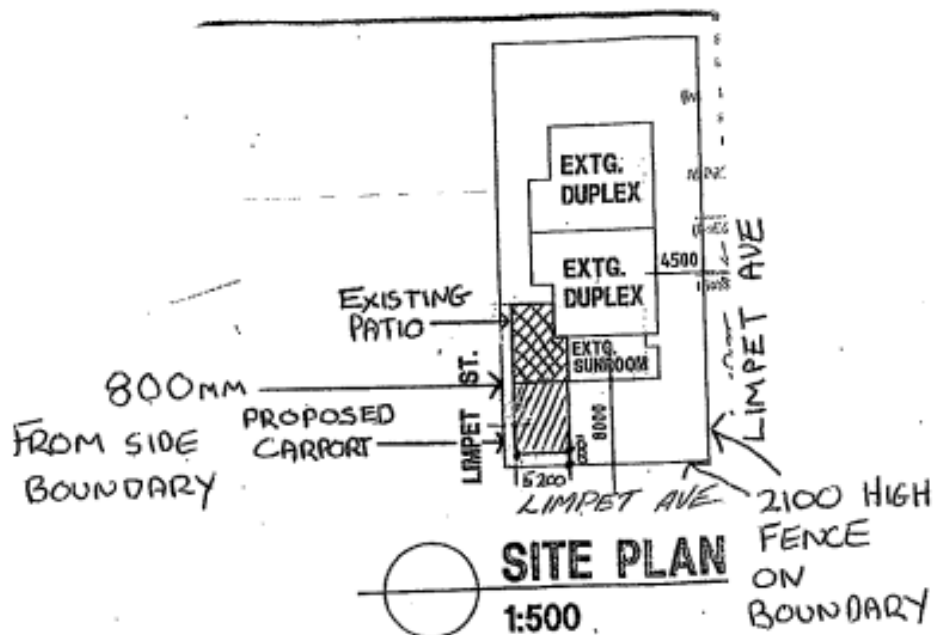 EXTG.
DUPLEX
EXTG.
DUPLEX
4500
LIMPET AVE
EXISTING
PATIO
EXTG.
SUNROOM
800MM
FROM SIDE
BOUNDARY
PROPOSED
CARPORT
LIMPET ST.
8000
5200
LIMPET AVE
2100 HIGH
FENCE
ON
BOUNDARY
SITE PLAN
1:500